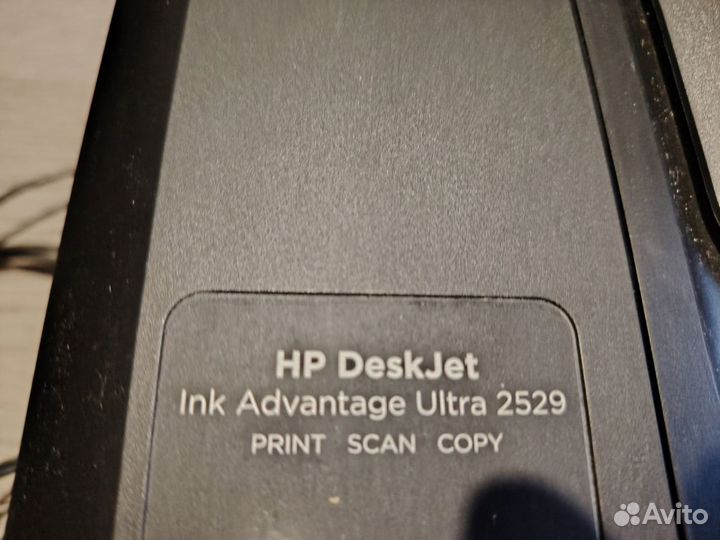 HP DeskJet
Ink Advantage Ultra 2529
PRINT SCAN COPY
Avito